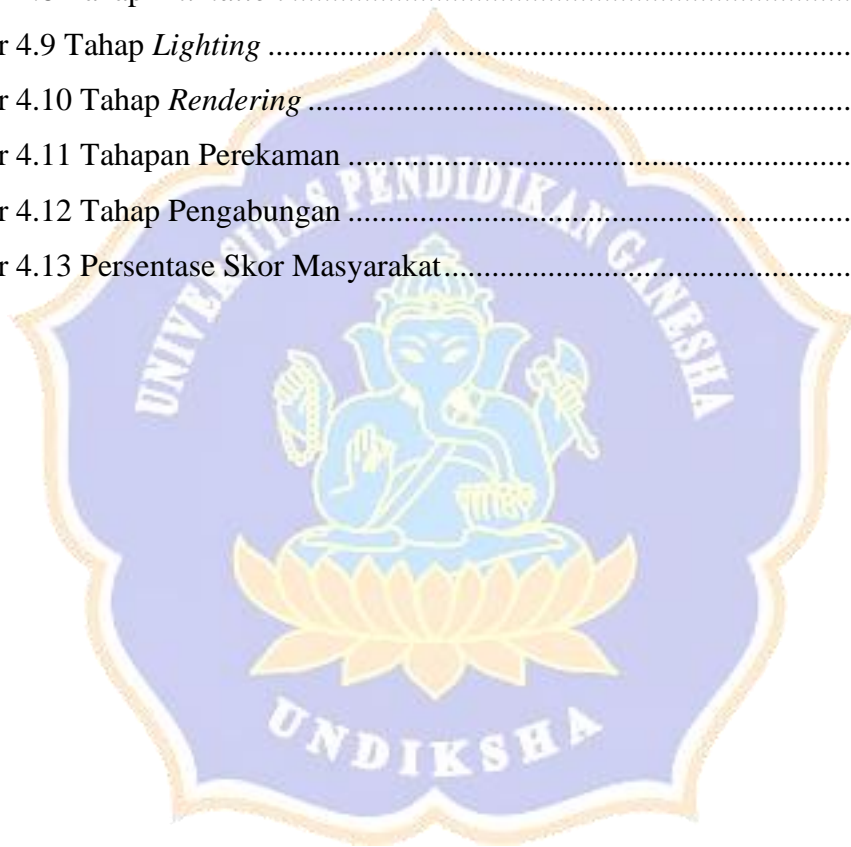 r 4.9 Tahap Lighting ........................................................................
r 4.10 Tahap Rendering ....................................................................
r 4.11 Tahapan Perekaman ...............................................................
r 4.12 Tahap Pengabungan ...............................................................
r 4.13 Persentase Skor Masyarakat ...................................................
UNIVERSITAS PENDIDIKAN GANESHA
UNDIKSHA